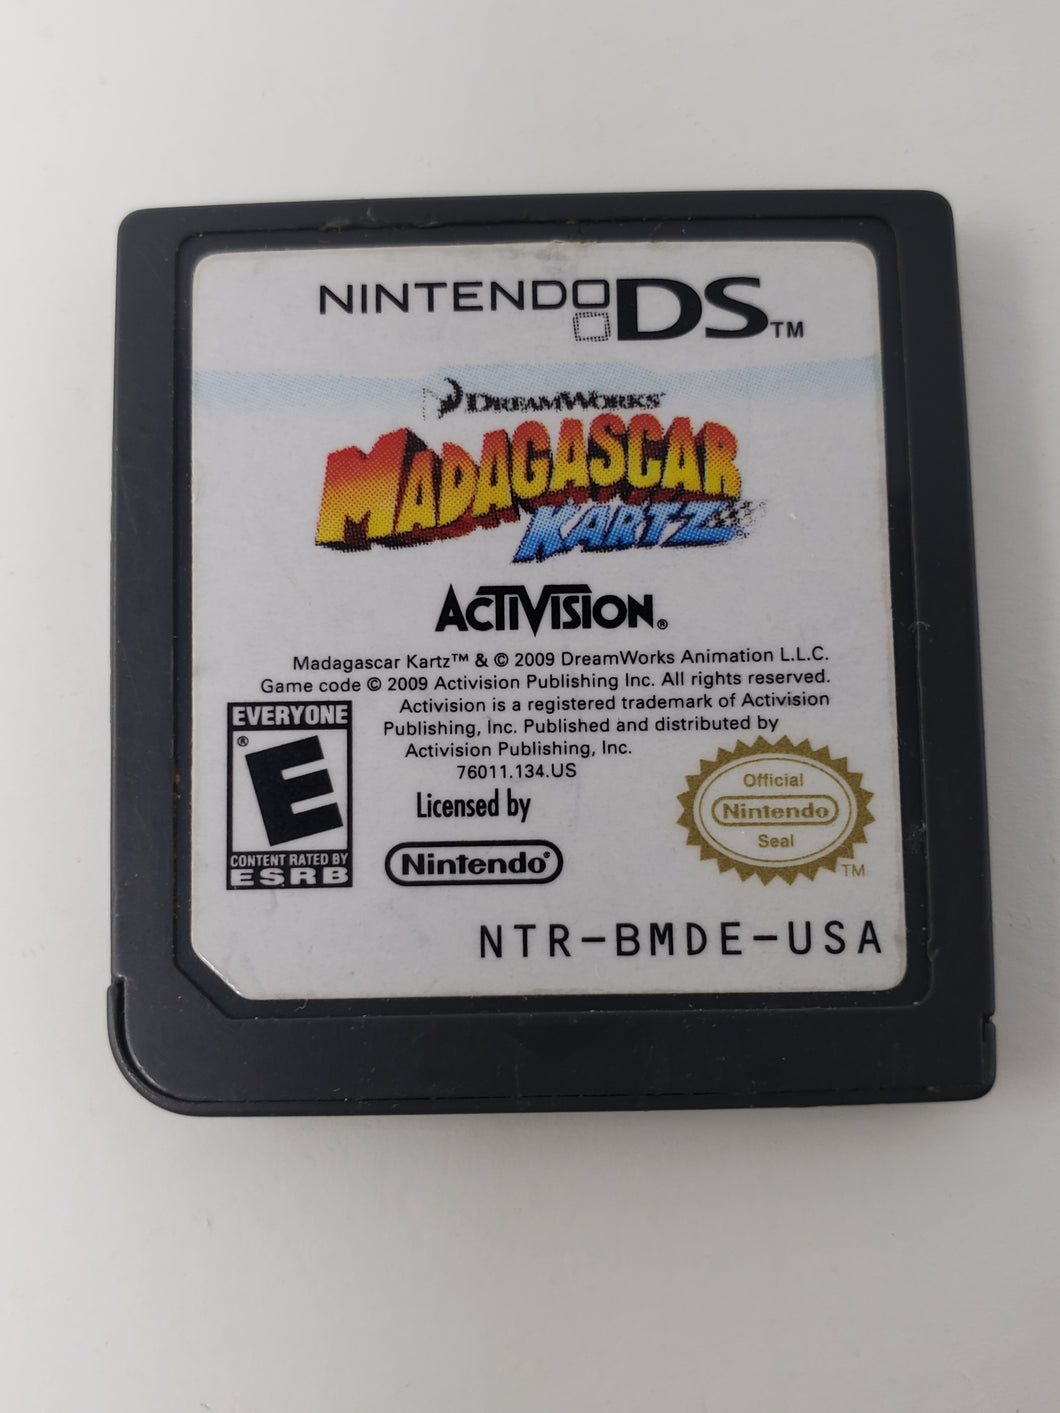 NINTENDO DS™
DREAMWORKS
MADAGASCAR
KARTZ
ACTIVISION®
Madagascar Kartz™ & © 2009 DreamWorks Animation L.L.C.
Game code © 2009 Activision Publishing Inc. All rights reserved.
Activision is a registered trademark of Activision
Publishing, Inc. Published and distributed by
Activision Publishing, Inc.
76011.134.US
EVERYONE
®
E
CONTENT RATED BY
ESRB
Licensed by
Nintendo®
Official
Nintendo
Seal
TM
NTR-BMDE-USA